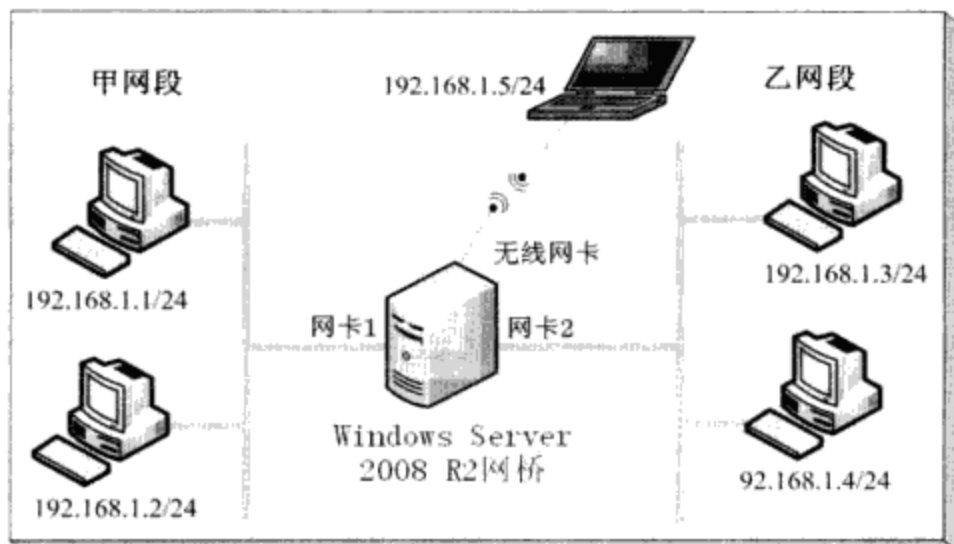 甲网段
192.168.1.5/24
乙网段
无线网卡
192.168.1.1/24
192.168.1.3/24
网卡1
网卡2
Windows Server
2008 R2网桥
192.168.1.2/24
92.168.1.4/24